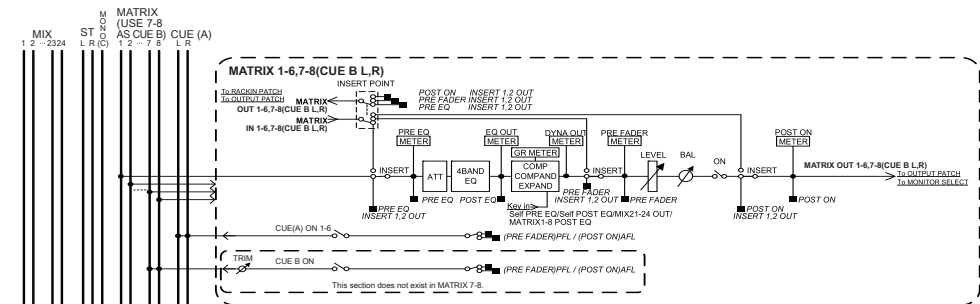 MIX
1 2 ··· 2324
ST
L R
MONO
(C)
MATRIX
(USE 7-8
AS CUE B)
1 2 ··· 7 8
CUE (A)
L R
MATRIX 1-6,7-8(CUE B L,R)
INSERT POINT
To RACKIN PATCH
To OUTPUT PATCH
MATRIX
OUT 1-6,7-8(CUE B L,R)
MATRIX
IN 1-6,7-8(CUE B L,R)
POST ON INSERT 1,2 OUT
PRE FADER INSERT 1,2 OUT
PRE EQ INSERT 1,2 OUT
PRE EQ
METER
EQ OUT
METER
DYNA OUT
METER
PRE FADER
METER
POST ON
METER
GR METER
INSERT
ATT
4BAND
EQ
COMP
COMPAND
EXPAND
INSERT
LEVEL
BAL
ON
INSERT
MATRIX OUT 1-6,7-8(CUE B L,R)
To OUTPUT PATCH
To MONITOR SELECT
PRE EQ
INSERT 1,2 OUT
PRE EQ
POST EQ
PRE FADER
INSERT 1,2 OUT
PRE FADER
POST ON
INSERT 1,2 OUT
POST ON
Key in
Self PRE EQ/Self POST EQ/MIX21-24 OUT/
MATRIX1-8 POST EQ
CUE(A) ON 1-6
(PRE FADER)PFL / (POST ON)AFL
TRIM
CUE B ON
(PRE FADER)PFL / (POST ON)AFL
This section does not exist in MATRIX 7-8.